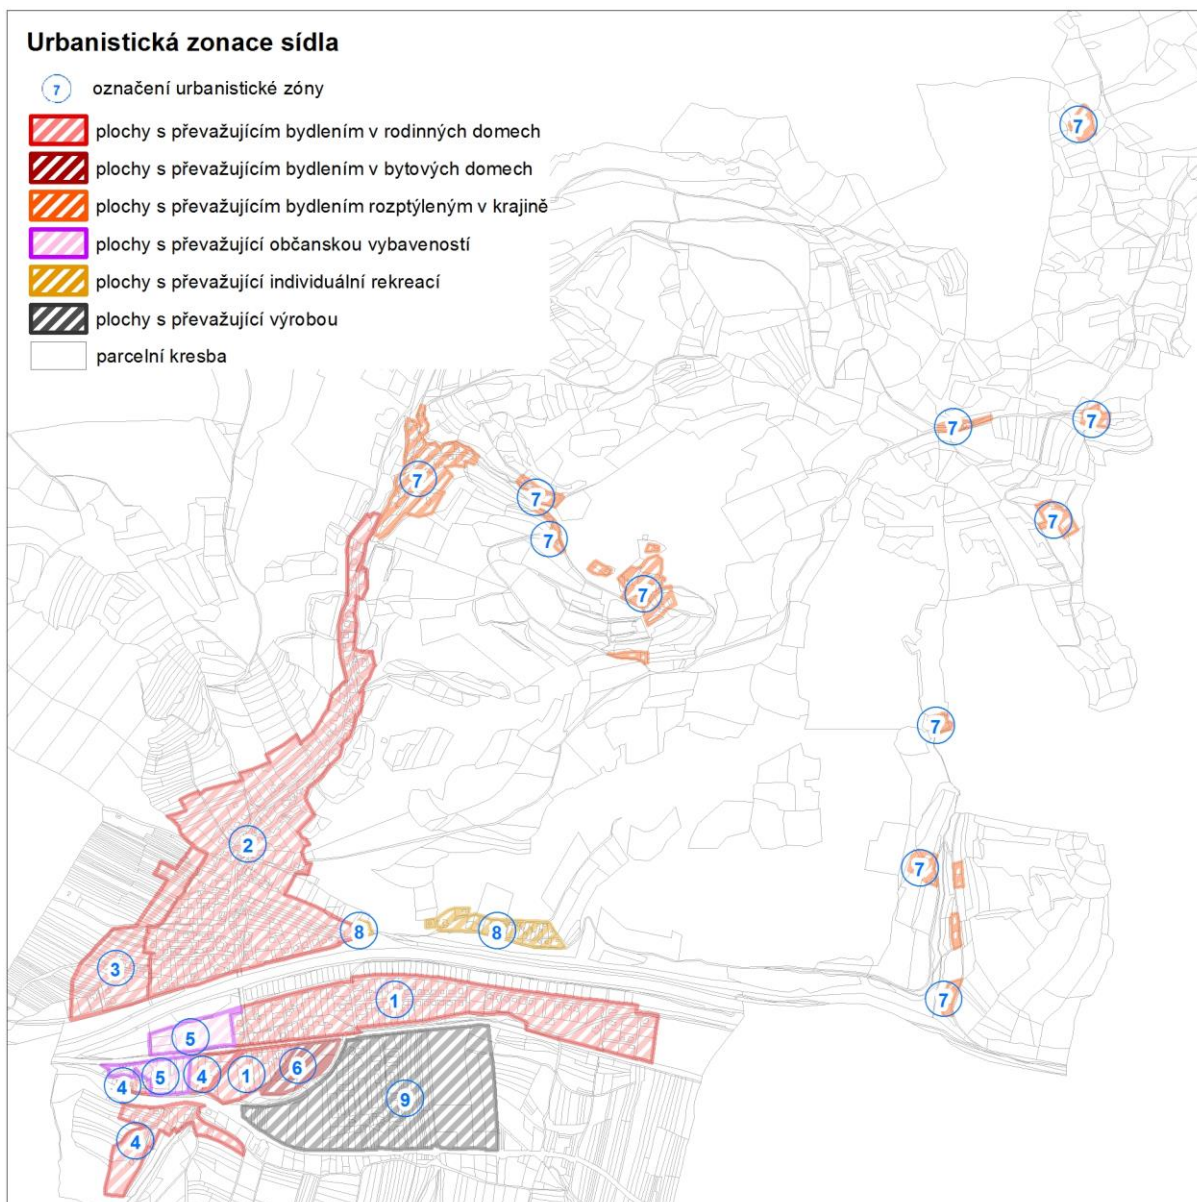 Urbanistická zonace sídla
7 označení urbanistické zóny
plochy s převažujícím bydlením v rodinných domech
plochy s převažujícím bydlením v bytových domech
plochy s převažujícím bydlením rozptýleným v krajině
plochy s převažující občanskou vybaveností
plochy s převažující individuální rekreací
plochy s převažující výrobou
parcelní kresba
7
7
7
7
7
7
7
7
7
2
7
8
8
3
1
7
5
6
4
5
4
1
9
4